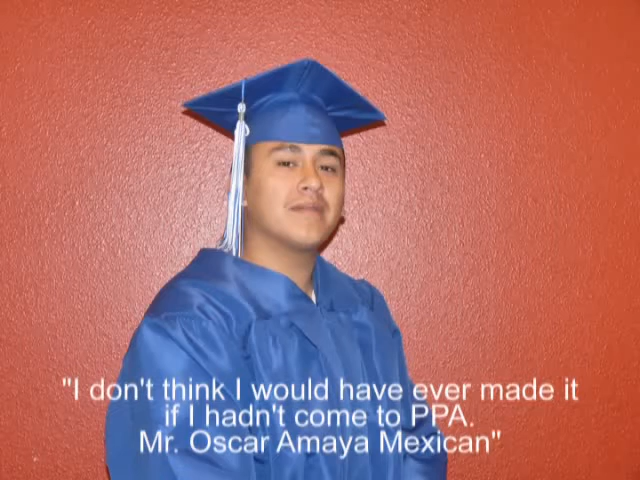 "I don't think I would have ever made it
if I hadn't come to PPA.
Mr. Oscar Amaya Mexican"